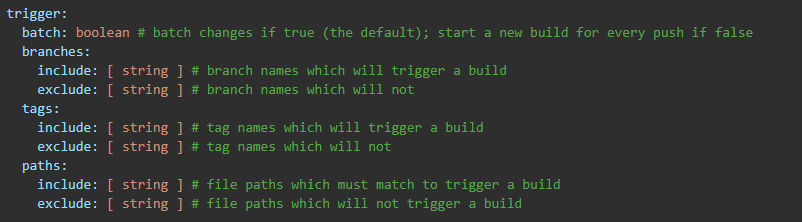 trigger:
  batch: boolean # batch changes if true (the default); start a new build for every push if false
  branches:
    include: [ string ] # branch names which will trigger a build
    exclude: [ string ] # branch names which will not
  tags:
    include: [ string ] # tag names which will trigger a build
    exclude: [ string ] # tag names which will not
  paths:
    include: [ string ] # file paths which must match to trigger a build
    exclude: [ string ] # file paths which will not trigger a build